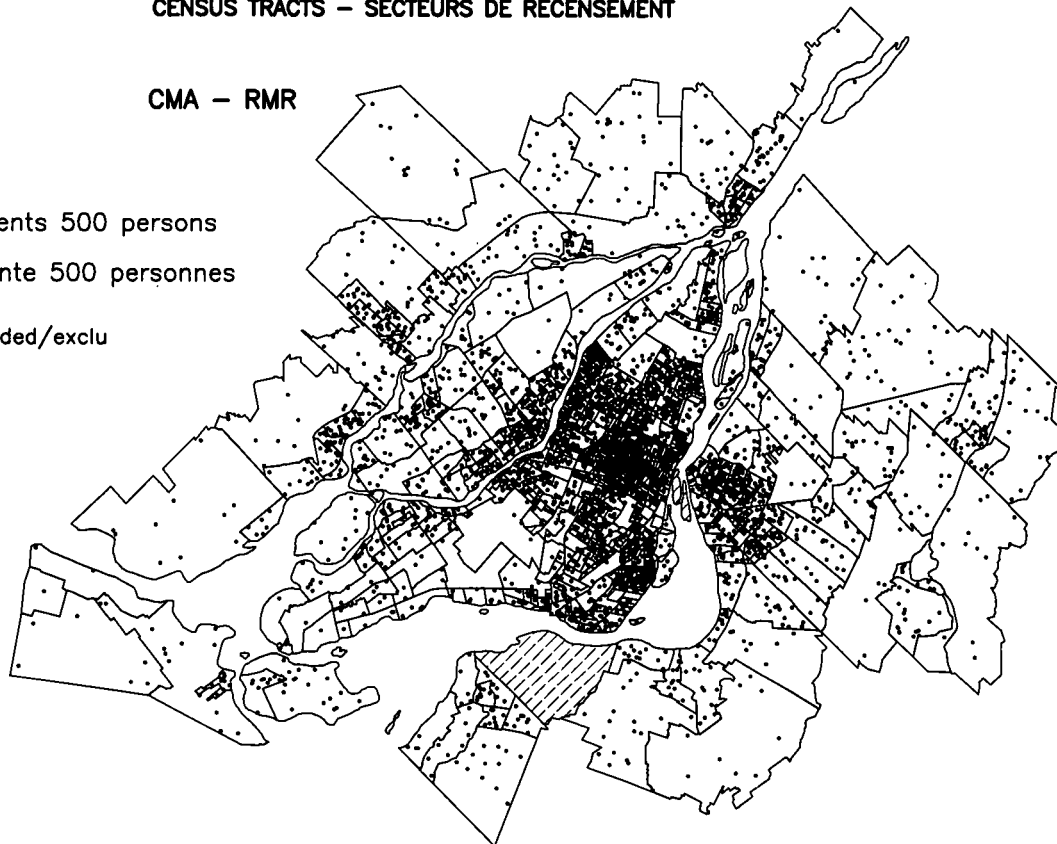 CENSUS TRACTS – SECTEURS DE RECENSEMENT
CMA – RMR
ents 500 persons
nte 500 personnes
ded/exclu